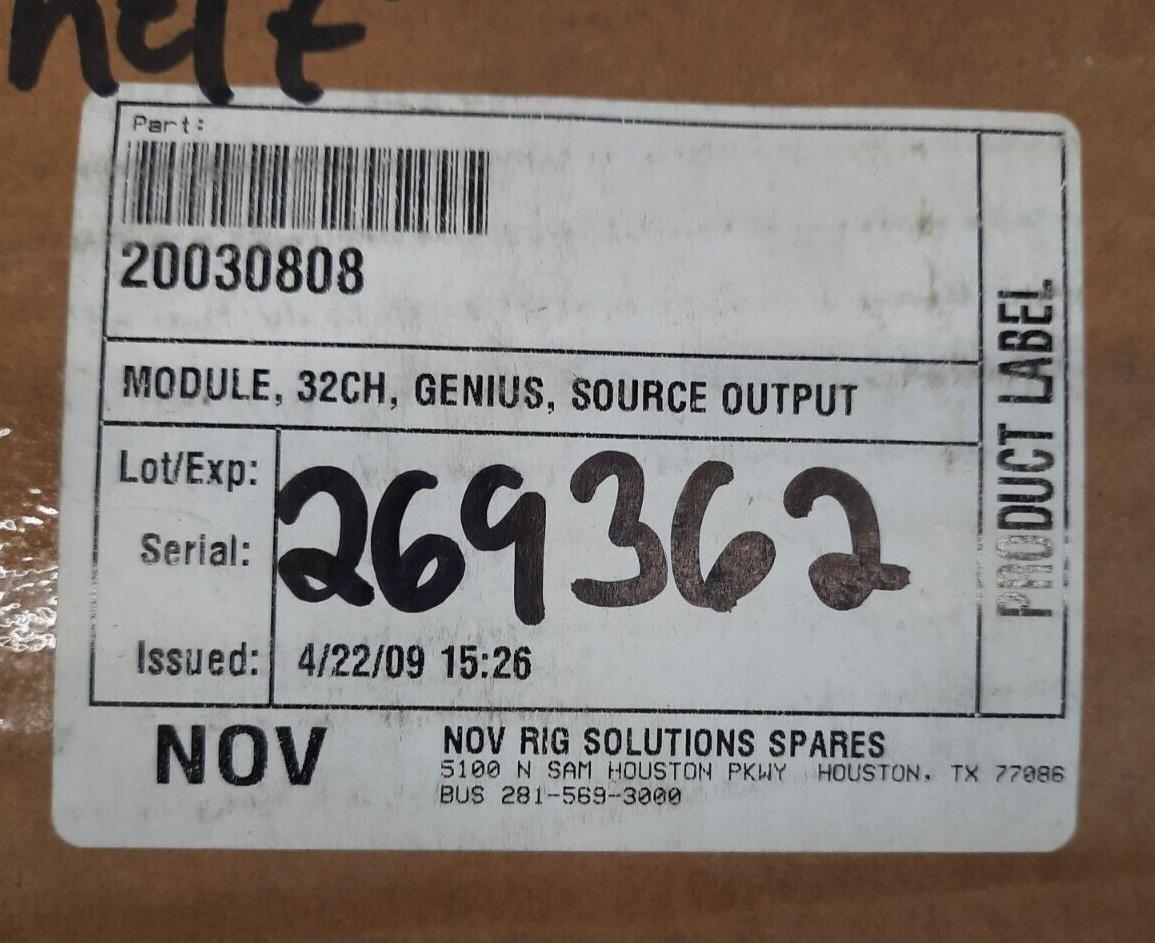 Part:
20030808
MODULE, 32CH, GENIUS, SOURCE OUTPUT
Lot/Exp:
Serial:
269362
Issued: 4/22/09 15:26
PRODUCT LABEL
NOV
NOV RIG SOLUTIONS SPARES
5100 N SAM HOUSTON PKWY HOUSTON, TX 77086
BUS 281-569-3000